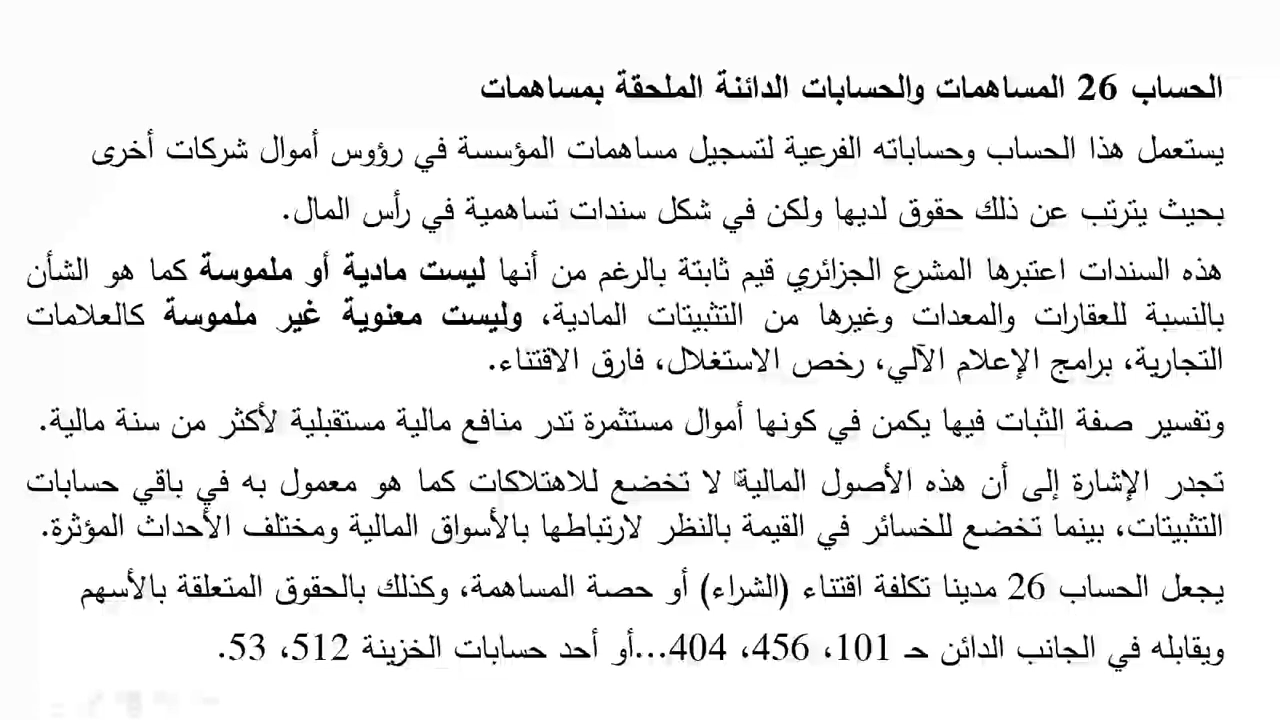 الحساب 26 المساهمات والحسابات الدائنة الملحقة بمساهمات
يستعمل هذا الحساب وحساباته الفرعية لتسجيل مساهمات المؤسسة في رؤوس أموال شركات أخرى
بحيث يترتب عن ذلك حقوق لديها ولكن في شكل سندات تساهمية في رأس المال.
هذه السندات اعتبرها المشرع الجزائري قيم ثابتة بالرغم من أنها ليست مادية أو ملموسة كما هو الشأن
بالنسبة للعقارات والمعدات وغيرها من التثبيتات المادية، وليست معنوية غير ملموسة كالعلامات
التجارية، برامج الإعلام الآلي، رخص الاستغلال، فارق الاقتناء.
وتفسير صفة الثبات فيها يكمن في كونها أموال مستثمرة تدر منافع مالية مستقبلية لأكثر من سنة مالية.
تجدر الإشارة إلى أن هذه الأصول المالية لا تخضع للاهتلاكات كما هو معمول به في باقي حسابات
التثبيتات، بينما تخضع للخسائر في القيمة بالنظر لارتباطها بالأسواق المالية ومختلف الأحداث المؤثرة.
يجعل الحساب 26 مدينا تكلفة اقتناء (الشراء) أو حصة المساهمة، وكذلك بالحقوق المتعلقة بالأسهم
ويقابله في الجانب الدائن حـ 101، 456، 404...أو أحد حسابات الخزينة 512، 53.